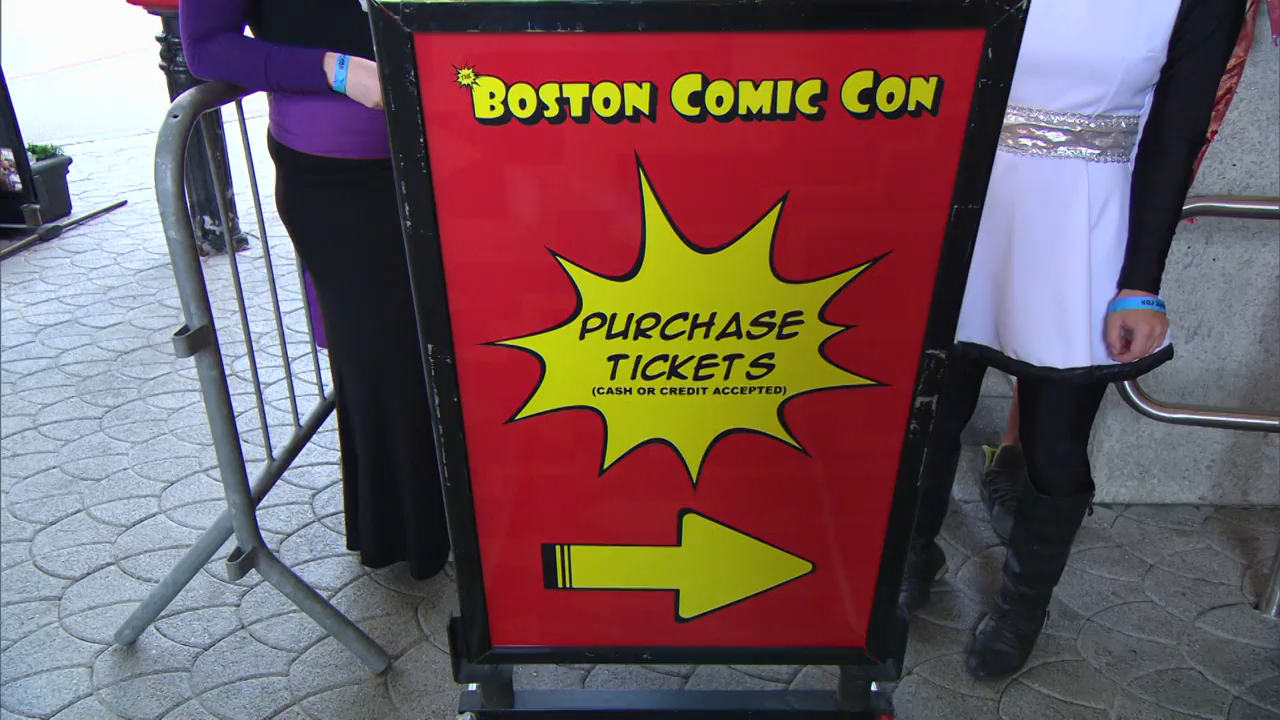 THE
BOSTON COMIC CON
PURCHASE
TICKETS
(CASH OR CREDIT ACCEPTED)